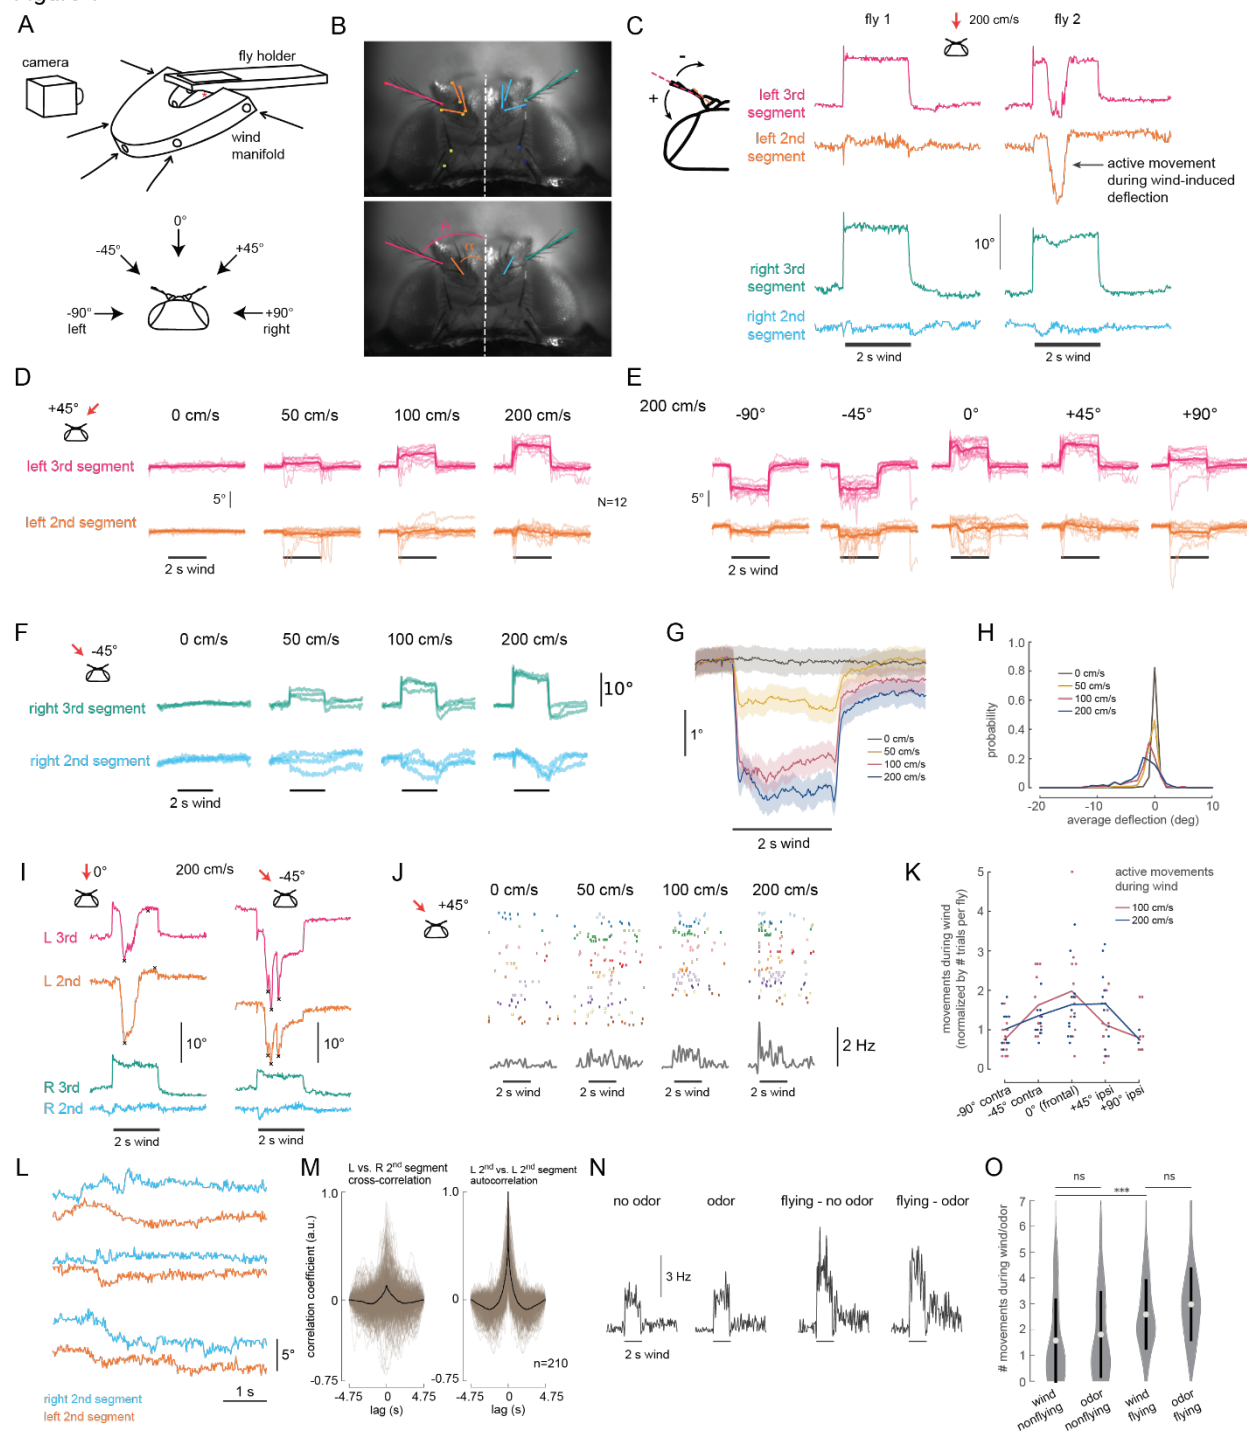 A
camera
fly holder
*
wind
manifold
0°
-45°
+45°
-90°
left
+90°
right
B
C
fly 1
200 cm/s
fly 2
-
+
left 3rd
segment
left 2nd
segment
active movement
during wind-induced
deflection
10°
right 3rd
segment
right 2nd
segment
2 s wind
2 s wind
D
+45°
0 cm/s
50 cm/s
100 cm/s
200 cm/s
left 3rd segment
5°
N=12
left 2nd segment
2 s wind
E
200 cm/s
-90°
-45°
0°
+45°
+90°
5°
2 s wind
F
-45°
0 cm/s
50 cm/s
100 cm/s
200 cm/s
right 3rd segment
10°
right 2nd segment
2 s wind
G
1°
0 cm/s
50 cm/s
100 cm/s
200 cm/s
2 s wind
H
1.0
0.8
0.6
0.4
0.2
0
probability
0 cm/s
50 cm/s
100 cm/s
200 cm/s
-20
-10
0
10
average deflection (deg)
I
0°
200 cm/s
-45°
L 3rd
L 2nd
10°
10°
R 3rd
R 2nd
2 s wind
2 s wind
J
+45°
0 cm/s
50 cm/s
100 cm/s
200 cm/s
2 Hz
2 s wind
2 s wind
2 s wind
2 s wind
K
5
4
3
2
1
0
movements during wind
(normalized by # trials per fly)
active movements
during wind
100 cm/s
200 cm/s
-90° contra
-45° contra
0° (frontal)
+45° ipsi
+90° ipsi
L
5°
1 s
right 2nd segment
left 2nd segment
M
L vs. R 2nd segment
cross-correlation
L 2nd vs. L 2nd segment
autocorrelation
correlation coefficient (a.u.)
1.0
0
-0.75
1.0
0
-0.75
n=210
-4.75
0
4.75
-4.75
0
4.75
lag (s)
lag (s)
N
no odor
odor
flying - no odor
flying - odor
3 Hz
2 s wind
O
ns
***
ns
# movements during wind/odor
7
6
5
4
3
2
1
0
wind
nonflying
odor
nonflying
wind
flying
odor
flying